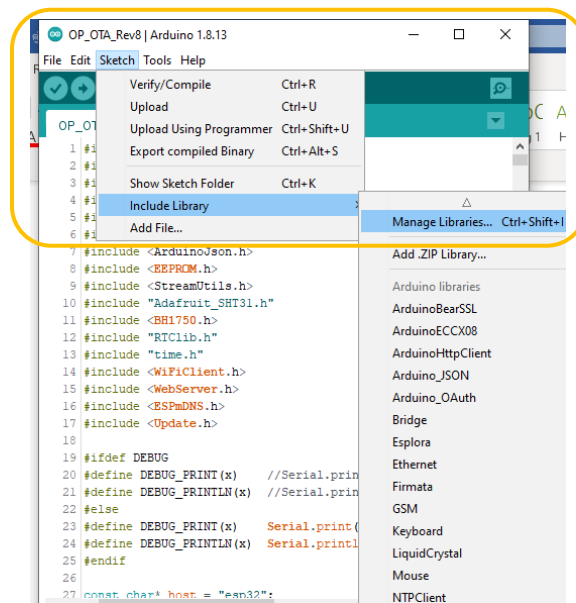 OP_OTA_Rev8 | Arduino 1.8.13
File Edit Sketch Tools Help
Verify/Compile Ctrl+R
Upload Ctrl+U
Upload Using Programmer Ctrl+Shift+U
Export compiled Binary Ctrl+Alt+S
Show Sketch Folder Ctrl+K
Include Library
Add File...
Manage Libraries... Ctrl+Shift+I
Add .ZIP Library...
Arduino libraries
ArduinoBearSSL
ArduinoECCX08
ArduinoHttpClient
Arduino_JSON
Arduino_OAuth
Bridge
Esplora
Ethernet
Firmata
GSM
Keyboard
LiquidCrystal
Mouse
NTPClient
OP_OT
1 #i
2 #i
3 #i
4 #i
5 #i
6 #i
7 #include <ArduinoJson.h>
8 #include <EEPROM.h>
9 #include <StreamUtils.h>
10 #include "Adafruit_SHT31.h"
11 #include <BH1750.h>
12 #include "RTClib.h"
13 #include "time.h"
14 #include <WiFiClient.h>
15 #include <WebServer.h>
16 #include <ESPmDNS.h>
17 #include <Update.h>
18
19 #ifdef DEBUG
20 #define DEBUG_PRINT(x) //Serial.prin
21 #define DEBUG_PRINTLN(x) //Serial.prin
22 #else
23 #define DEBUG_PRINT(x) Serial.print(
24 #define DEBUG_PRINTLN(x) Serial.printl
25 #endif
26
27 const char* host = "esp32";